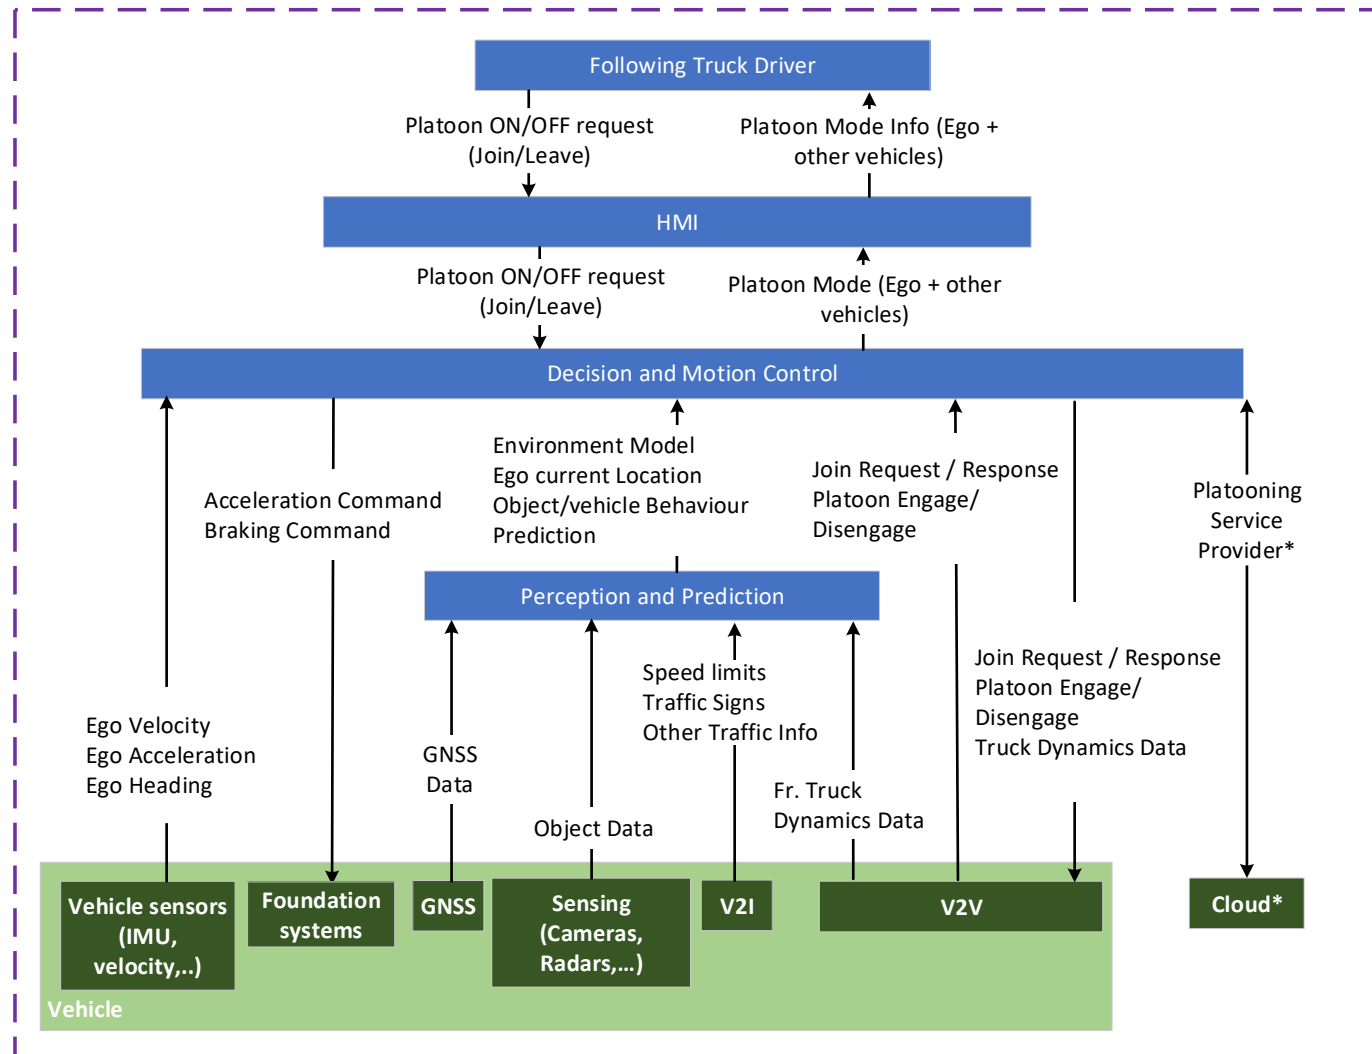 Following Truck Driver
Platoon ON/OFF request
(Join/Leave)
Platoon Mode Info (Ego +
other vehicles)
HMI
Platoon ON/OFF request
(Join/Leave)
Platoon Mode (Ego + other
vehicles)
Decision and Motion Control
Environment Model
Ego current Location
Object/vehicle Behaviour
Prediction
Acceleration Command
Braking Command
Join Request / Response
Platoon Engage/
Disengage
Platooning
Service
Provider*
Perception and Prediction
Ego Velocity
Ego Acceleration
Ego Heading
GNSS
Data
Object Data
Speed limits
Traffic Signs
Other Traffic Info
Fr. Truck
Dynamics Data
Join Request / Response
Platoon Engage/
Disengage
Truck Dynamics Data
Vehicle sensors
(IMU,
velocity,..)
Foundation
systems
GNSS
Sensing
(Cameras,
Radars,...)
V2I
V2V
Cloud*
Vehicle